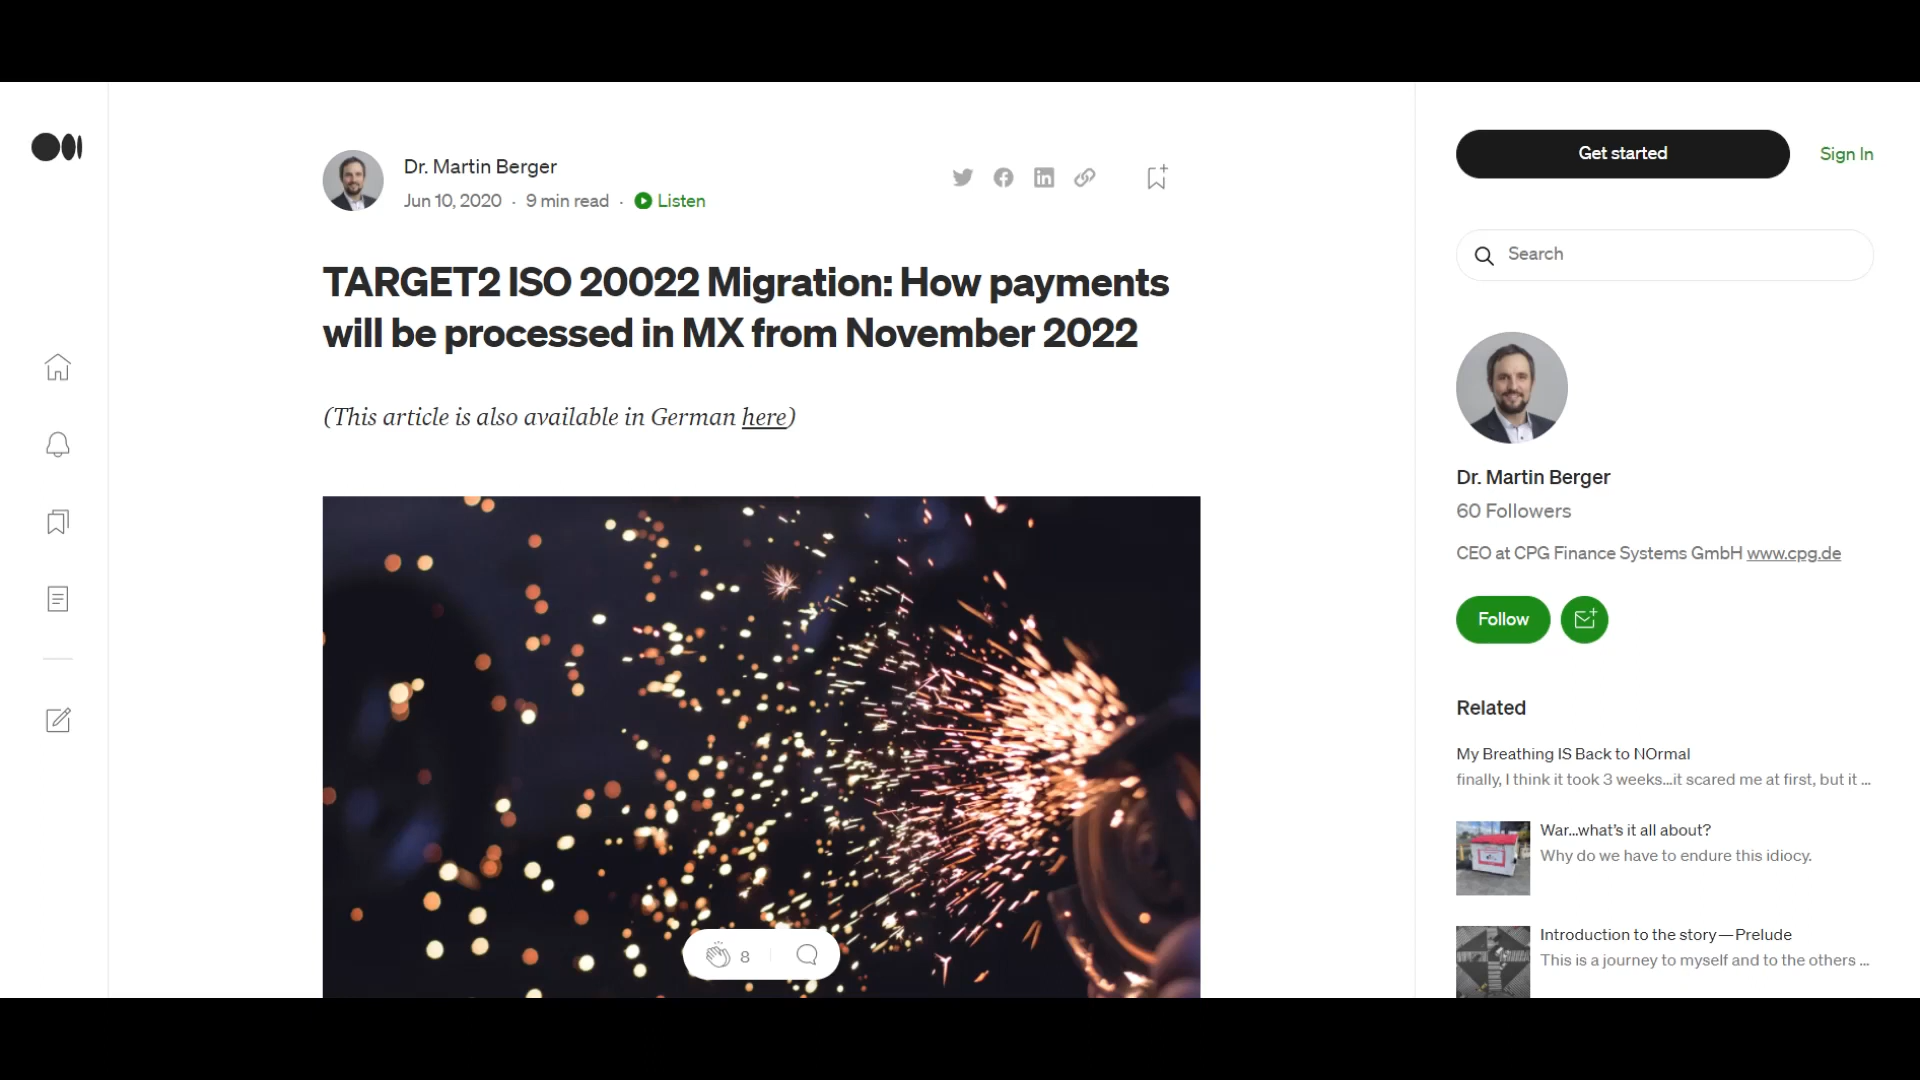 Dr. Martin Berger
Jun 10, 2020 · 9 min read · Listen
TARGET2 ISO 20022 Migration: How payments
will be processed in MX from November 2022
(This article is also available in German here)
8
Get started
Sign In
Search
Dr. Martin Berger
60 Followers
CEO at CPG Finance Systems GmbH www.cpg.de
Follow
Related
My Breathing IS Back to NOrmal
finally, I think it took 3 weeks...it scared me at first, but it ...
War...what's it all about?
Why do we have to endure this idiocy.
Introduction to the story — Prelude
This is a journey to myself and to the others ...